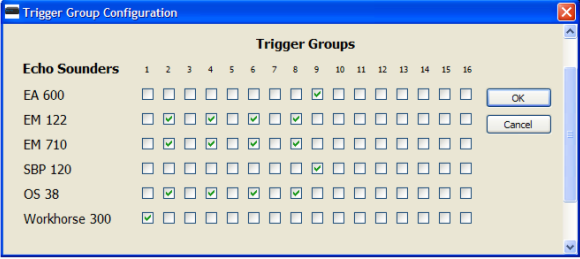 Trigger Group Configuration
Trigger Groups
Echo Sounders 1 2 3 4 5 6 7 8 9 10 11 12 13 14 15 16
EA 600
OK
EM 122
Cancel
EM 710
SBP 120
OS 38
Workhorse 300